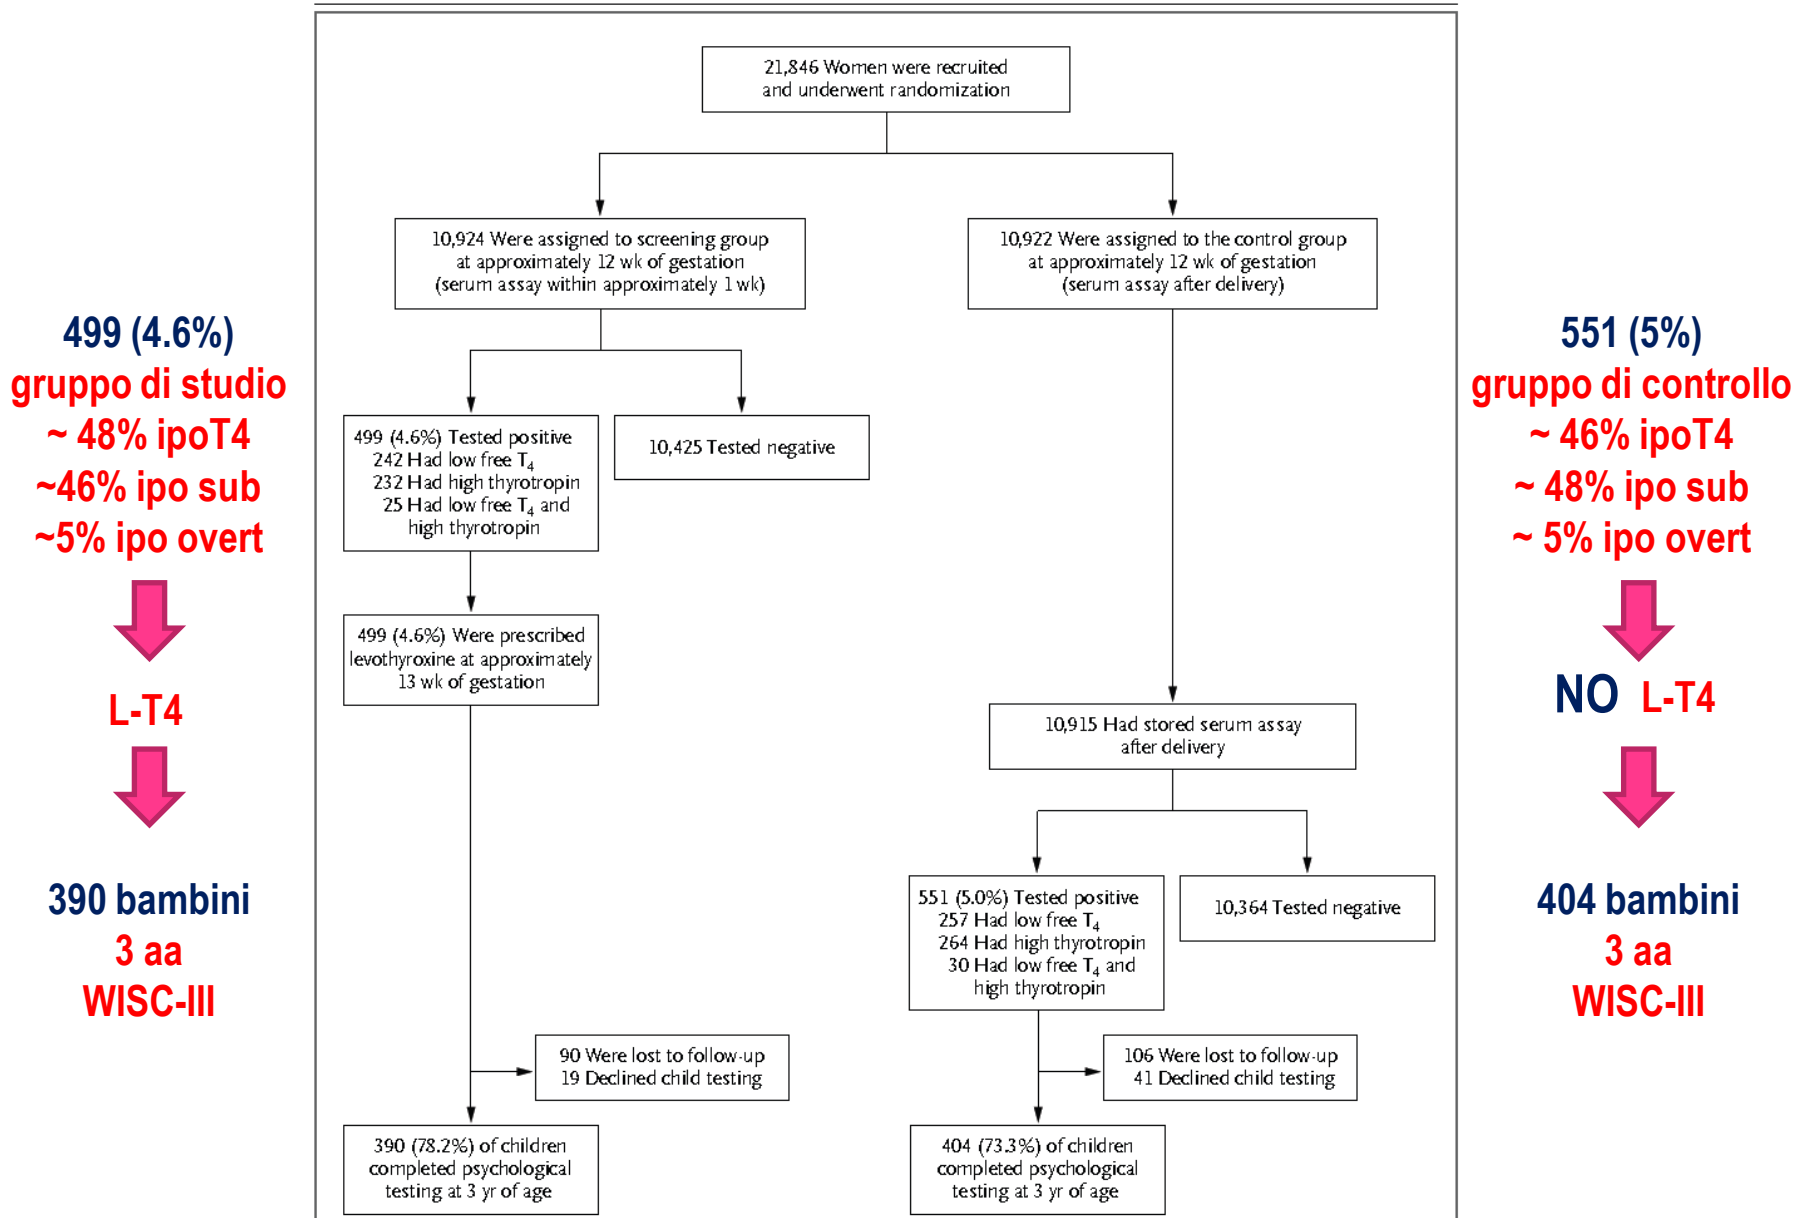 21,846 Women were recruited
and underwent randomization
10,924 Were assigned to screening group
at approximately 12 wk of gestation
(serum assay within approximately 1 wk)
10,922 Were assigned to the control group
at approximately 12 wk of gestation
(serum assay after delivery)
499 (4.6%)
gruppo di studio
~ 48% ipoT4
~46% ipo sub
~5% ipo overt
L-T4
390 bambini
3 aa
WISC-III
499 (4.6%) Tested positive
242 Had low free T4
232 Had high thyrotropin
25 Had low free T4 and
high thyrotropin
10,425 Tested negative
499 (4.6%) Were prescribed
levothyroxine at approximately
13 wk of gestation
90 Were lost to follow-up
19 Declined child testing
390 (78.2%) of children
completed psychological
testing at 3 yr of age
10,915 Had stored serum assay
after delivery
551 (5.0%) Tested positive
257 Had low free T4
264 Had high thyrotropin
30 Had low free T4 and
high thyrotropin
10,364 Tested negative
106 Were lost to follow-up
41 Declined child testing
404 (73.3%) of children
completed psychological
testing at 3 yr of age
551 (5%)
gruppo di controllo
~ 46% ipoT4
~ 48% ipo sub
~ 5% ipo overt
NO L-T4
404 bambini
3 aa
WISC-III